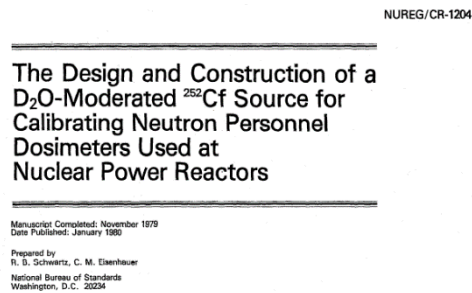 NUREG/CR-1204
The Design and Construction of a
D₂O-Moderated ²⁵²Cf Source for
Calibrating Neutron Personnel
Dosimeters Used at
Nuclear Power Reactors
Manuscript Completed: November 1979
Date Published: January 1980
Prepared by
R. B. Schwartz, C. M. Eisenhauer
National Bureau of Standards
Washington, D.C. 20234